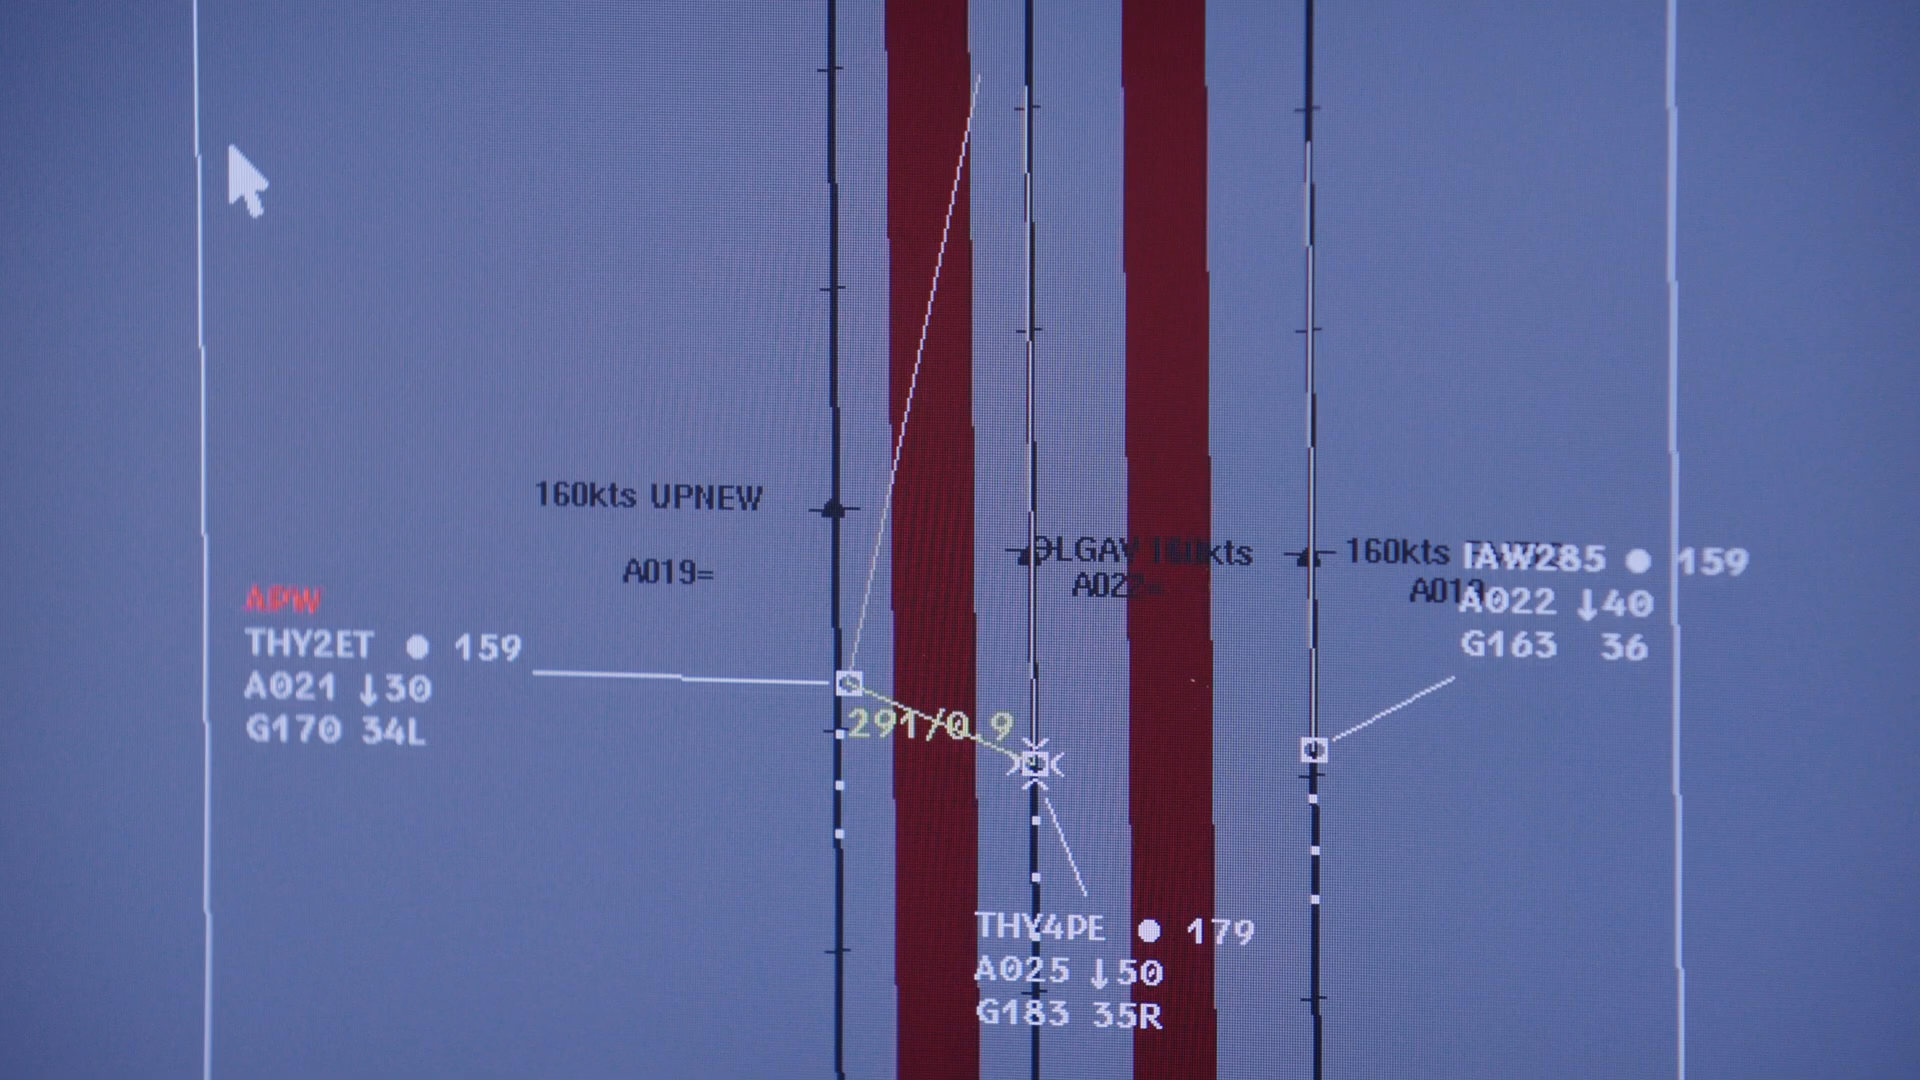 160kts UPNEW
A019=
APW
THY2ET ● 159
A021 ↓30
G170 34L
291/0.9
160kts
A022=
160kts
IAW285 ● 159
A022 ↓40
G163 36
THY4PE ● 179
A025 ↓50
G183 35R